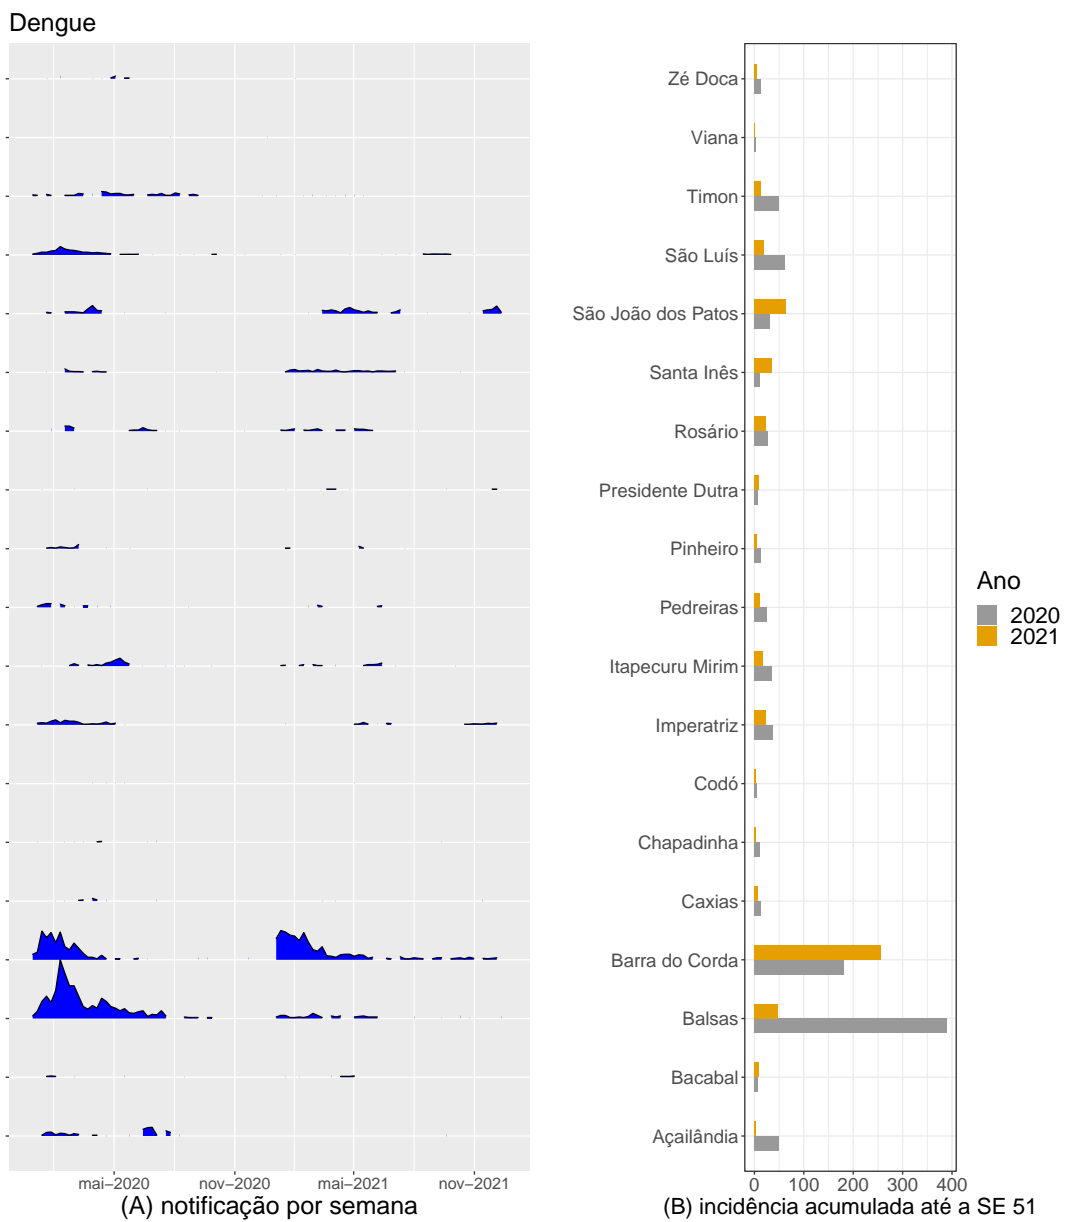 Dengue
Zé Doca
Viana
Timon
São Luís
São João dos Patos
Santa Inês
Rosário
Presidente Dutra
Pinheiro
Pedreiras
Itapecuru Mirim
Imperatriz
Codó
Chapadinha
Caxias
Barra do Corda
Balsas
Bacabal
Açailândia
mai−2020 nov−2020 mai−2021 nov−2021
(A) notificação por semana
0 100 200 300 400
(B) incidência acumulada até a SE 51
Ano
2020
2021